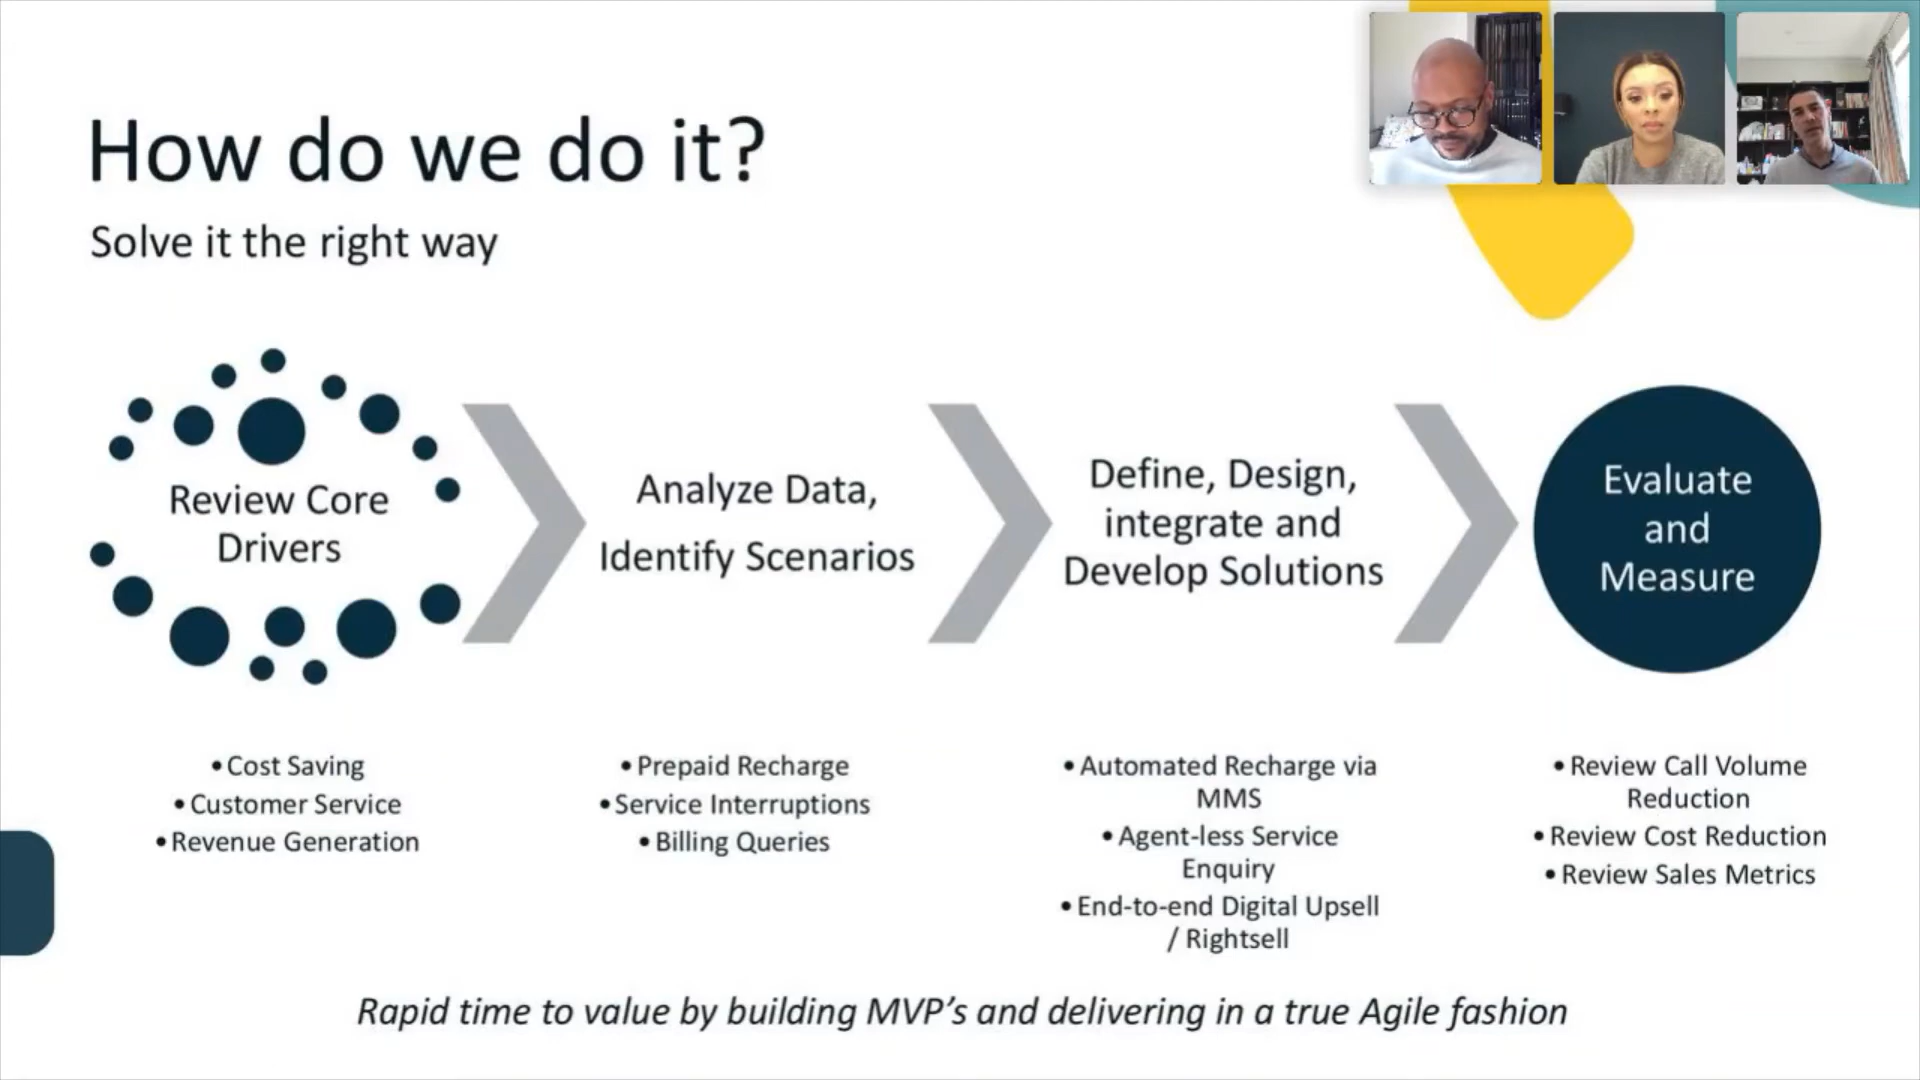 How do we do it?
Solve it the right way
Review Core
Drivers
Analyze Data,
Identify Scenarios
Define, Design,
integrate and
Develop Solutions
Evaluate
and
Measure
• Cost Saving
• Customer Service
• Revenue Generation
• Prepaid Recharge
• Service Interruptions
• Billing Queries
• Automated Recharge via
MMS
• Agent-less Service
Enquiry
• End-to-end Digital Upsell
/ Rightsell
• Review Call Volume
Reduction
• Review Cost Reduction
• Review Sales Metrics
Rapid time to value by building MVP’s and delivering in a true Agile fashion